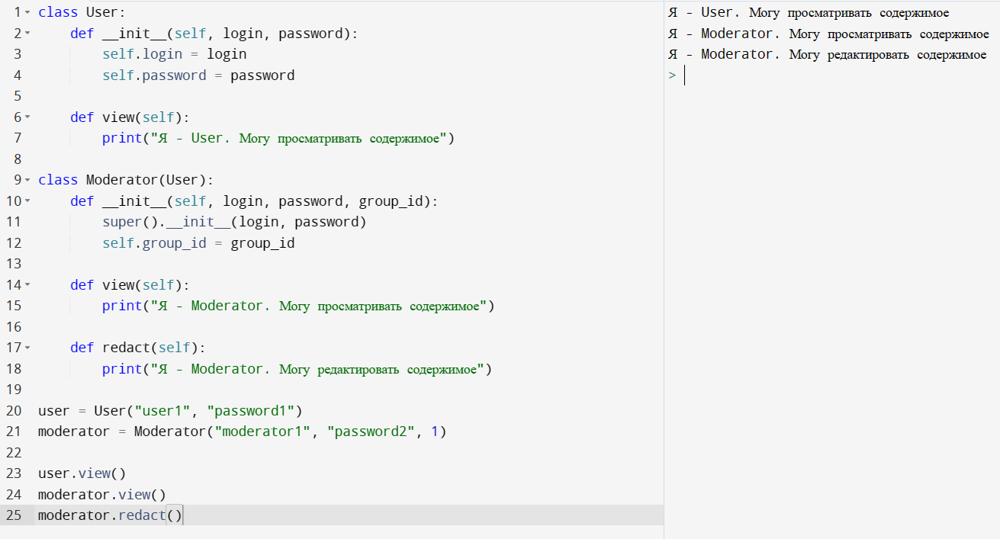 1 class User:
2     def __init__(self, login, password):
3         self.login = login
4         self.password = password
5
6     def view(self):
7         print("Я - User. Могу просматривать содержимое")
8
9 class Moderator(User):
10     def __init__(self, login, password, group_id):
11         super().__init__(login, password)
12         self.group_id = group_id
13
14     def view(self):
15         print("Я - Moderator. Могу просматривать содержимое")
16
17     def redact(self):
18         print("Я - Moderator. Могу редактировать содержимое")
19
20 user = User("user1", "password1")
21 moderator = Moderator("moderator1", "password2", 1)
22
23 user.view()
24 moderator.view()
25 moderator.redact()
Я - User. Могу просматривать содержимое
Я - Moderator. Могу просматривать содержимое
Я - Moderator. Могу редактировать содержимое
>